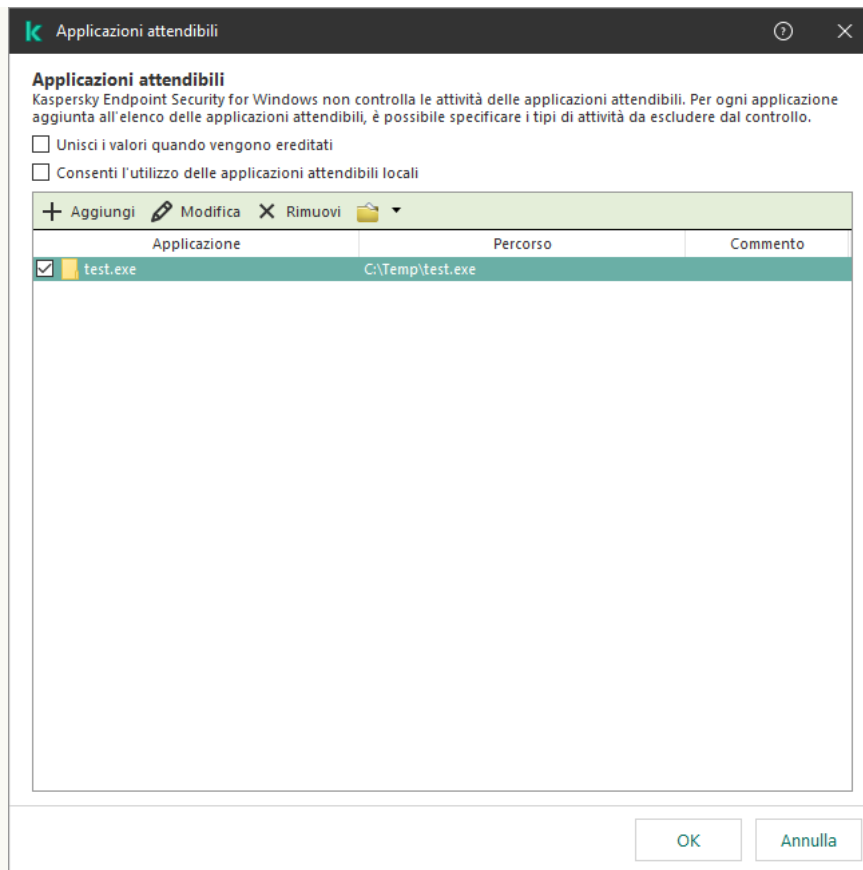 Applicazioni attendibili
Applicazioni attendibili
Kaspersky Endpoint Security for Windows non controlla le attività delle applicazioni attendibili. Per ogni applicazione
aggiunta all'elenco delle applicazioni attendibili, è possibile specificare i tipi di attività da escludere dal controllo.
Unisci i valori quando vengono ereditati
Consenti l'utilizzo delle applicazioni attendibili locali
Aggiungi Modifica Rimuovi
Applicazione Percorso Commento
test.exe C:\Temp\test.exe
OK Annulla